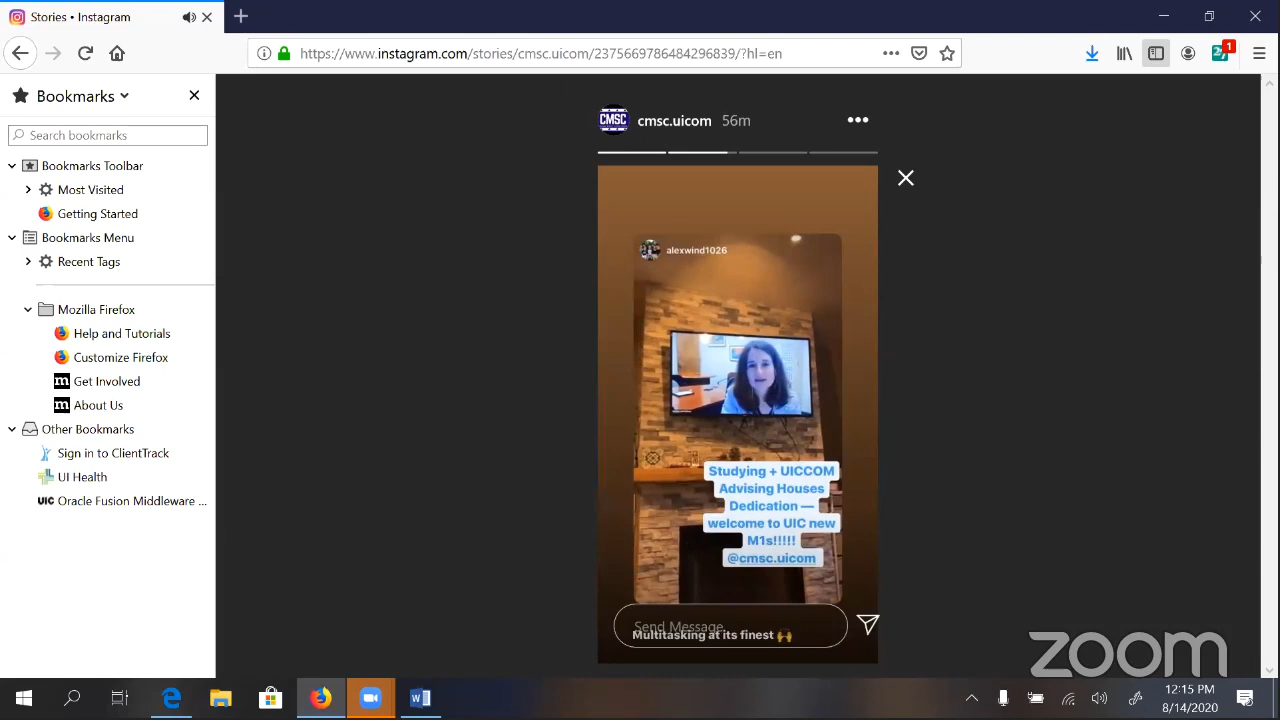 Stories • Instagram
https://www.instagram.com/stories/cmsc.uicom/2375669786484296839/?hl=en
1
Bookmarks
Search bookmarks
Bookmarks Toolbar
Most Visited
Getting Started
Bookmarks Menu
Recent Tags
Mozilla Firefox
Help and Tutorials
Customize Firefox
m Get Involved
m About Us
Other Bookmarks
Sign in to ClientTrack
UI Health
UIC Oracle Fusion Middleware ...
CMSC cmsc.uicom 56m
alexwind1026
Studying + UICCOM
Advising Houses
Dedication —
welcome to UIC new
M1s!!!!!
@cmsc.uicom
Send Message
Multitasking at its finest 🙌
zoom
12:15 PM
8/14/2020